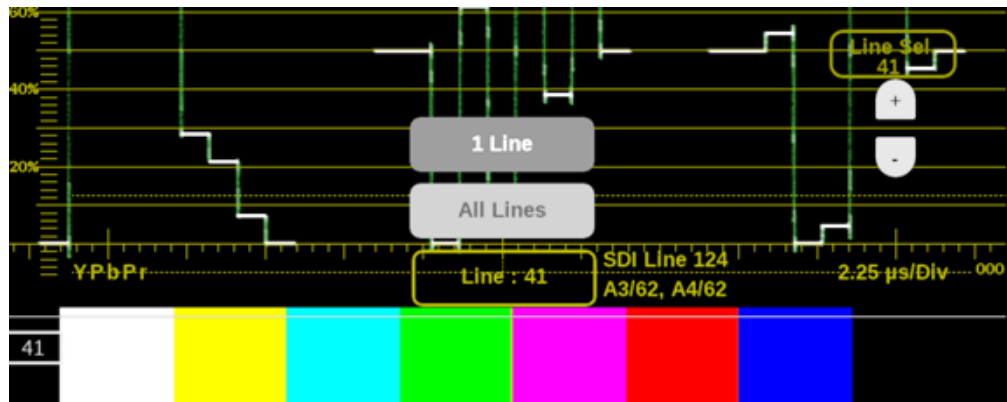 60%
Line Sel
41
40%
+
1 Line
-
20%
All Lines
YPbPr
Line : 41
SDI Line 124
A3/62, A4/62
2.25 µs/Div
000
41